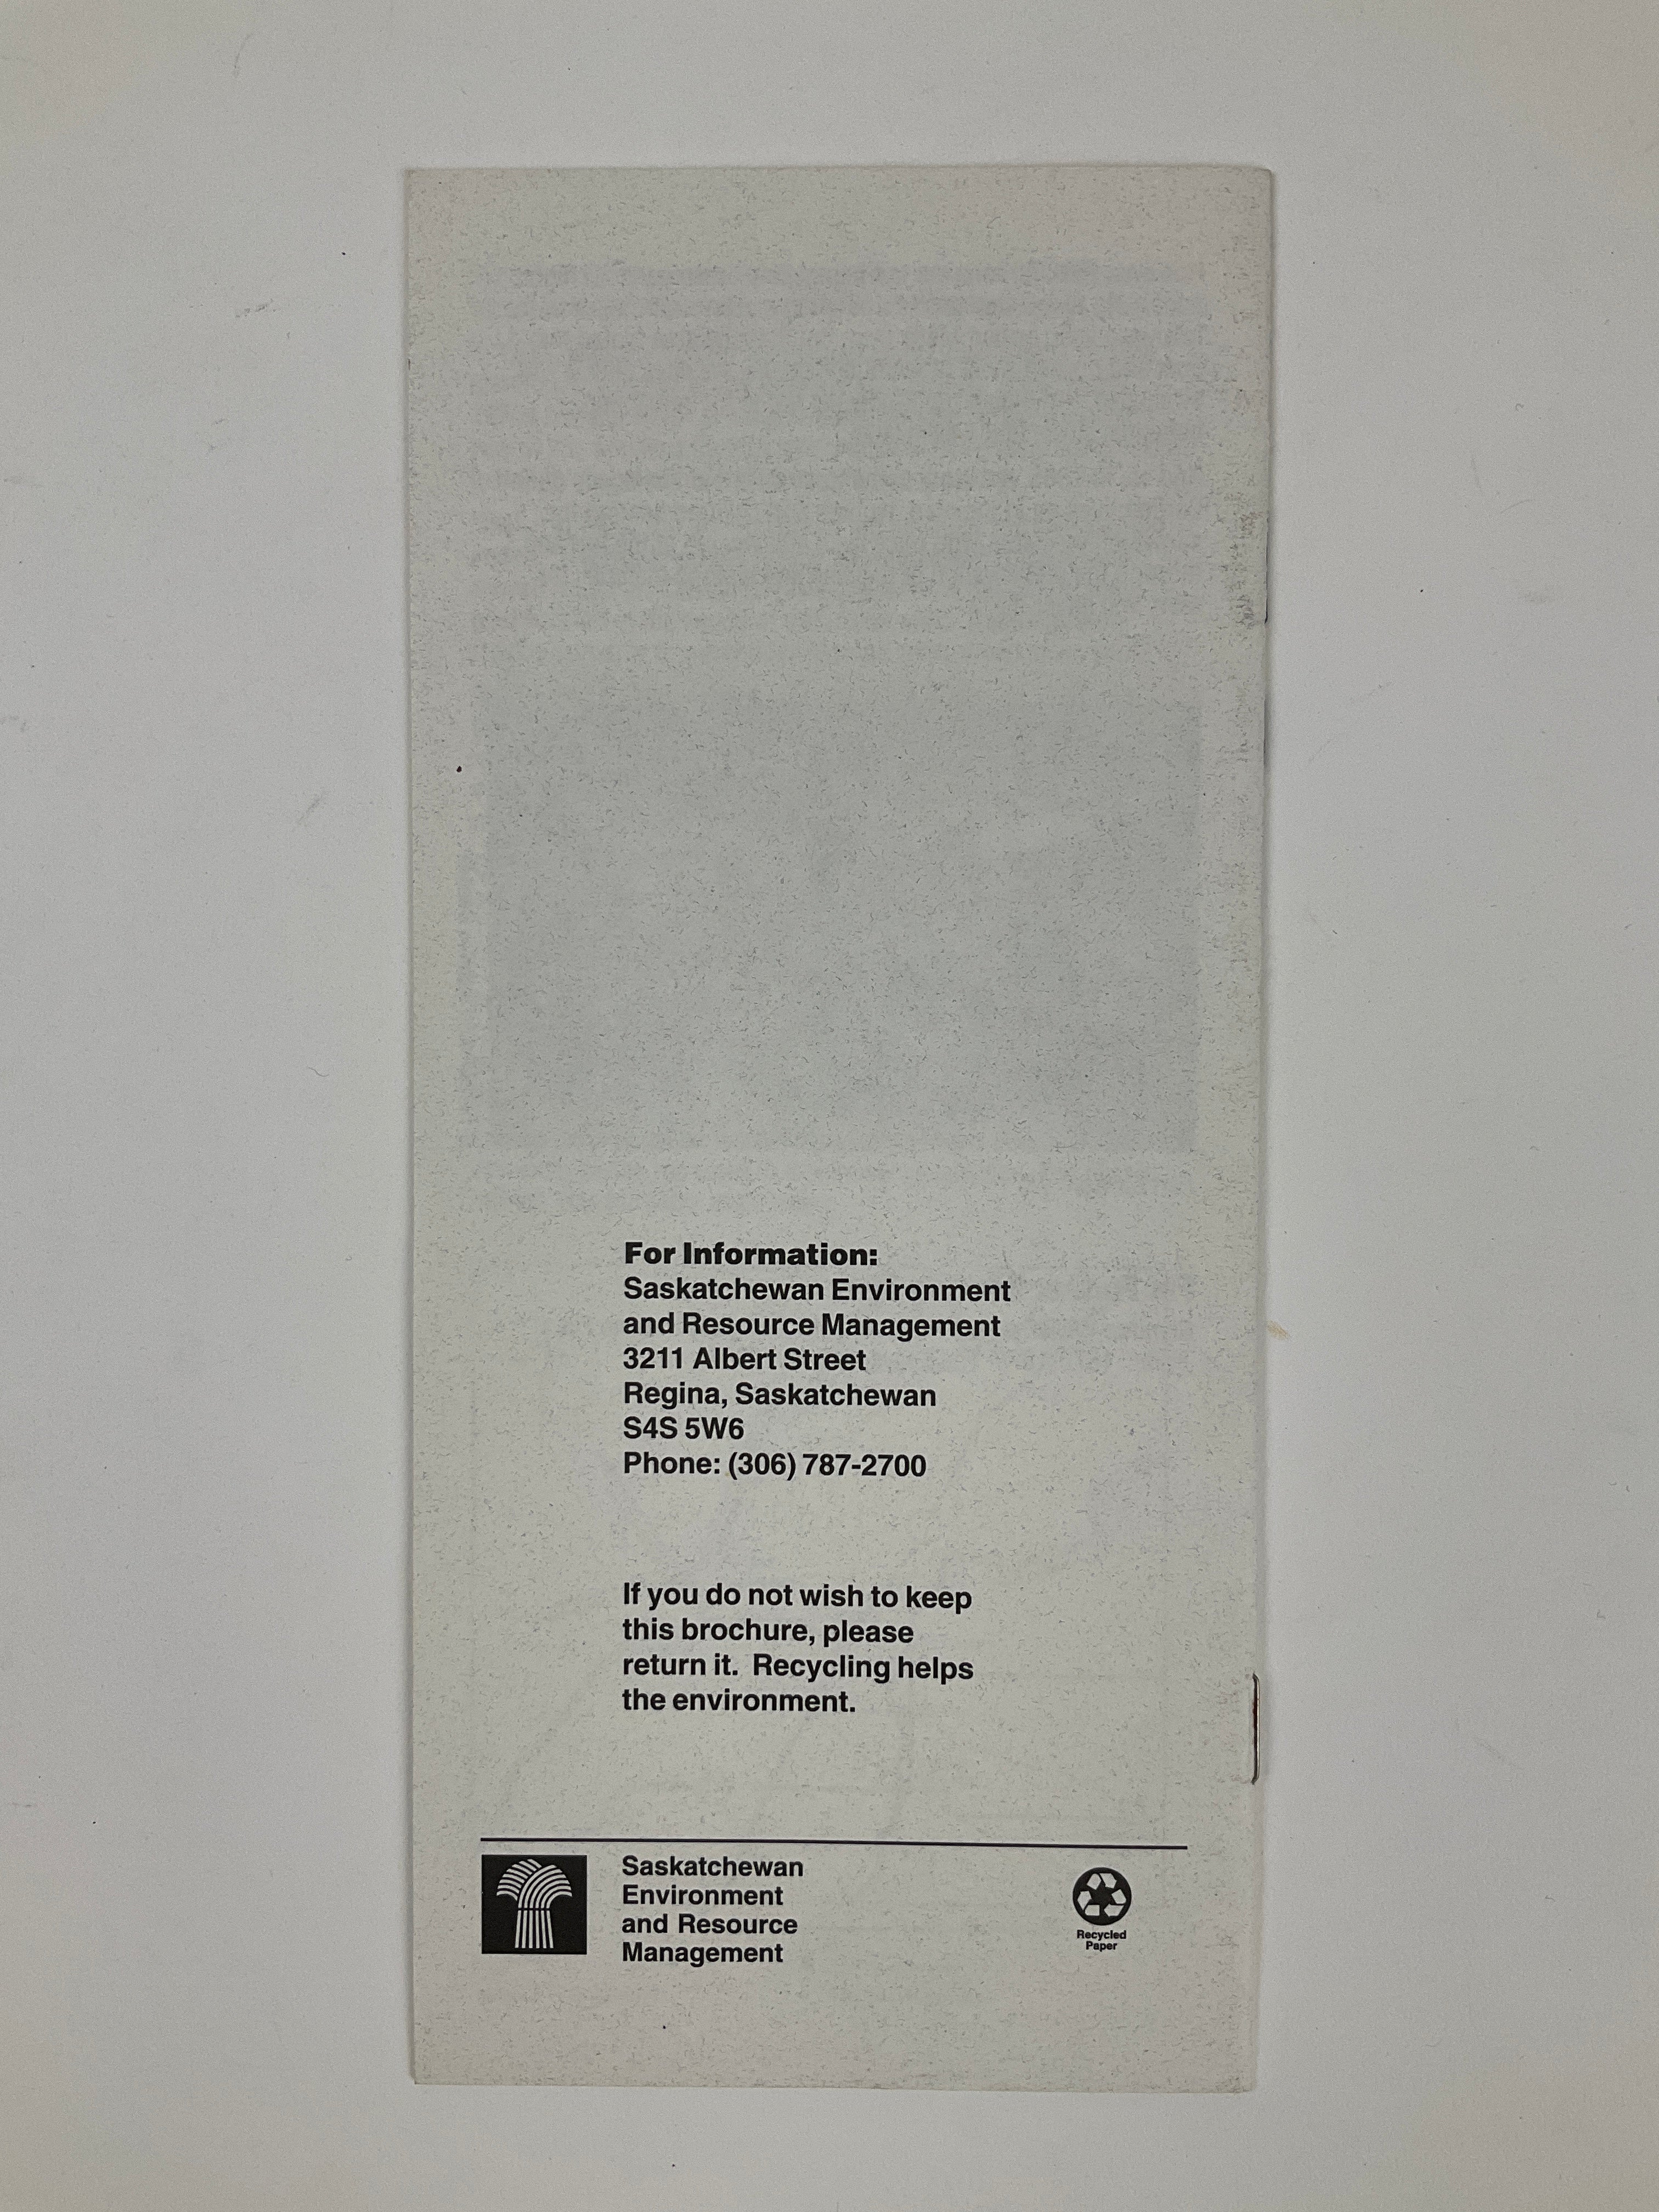 For Information:
Saskatchewan Environment
and Resource Management
3211 Albert Street
Regina, Saskatchewan
S4S 5W6
Phone: (306) 787-2700
If you do not wish to keep
this brochure, please
return it. Recycling helps
the environment.
Saskatchewan
Environment
and Resource
Management
Recycled
Paper